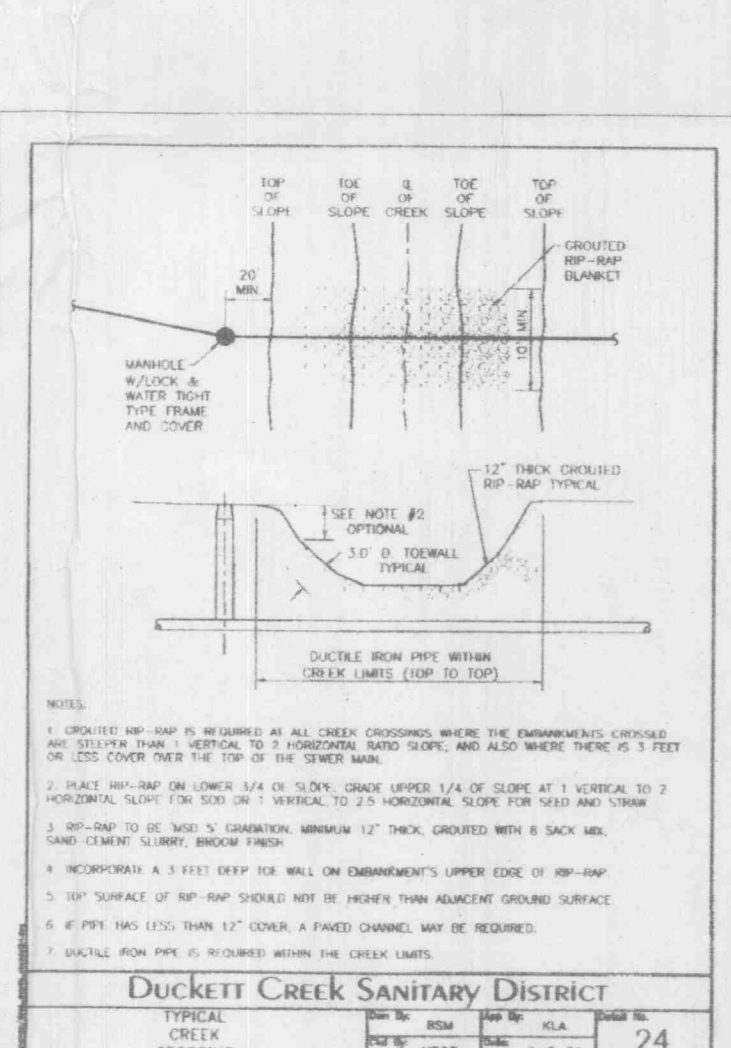 TOP OF SLOPE
TOE OF SLOPE
℄ OF CREEK
TOE OF SLOPE
TOP OF SLOPE
GROUTED
RIP-RAP
BLANKET
20'
MIN.
10' MIN
MANHOLE
W/LOCK &
WATER TIGHT
TYPE FRAME
AND COVER
12" THICK GROUTED
RIP-RAP TYPICAL
SEE NOTE #2
OPTIONAL
3.0' D. TOEWALL
TYPICAL
DUCTILE IRON PIPE WITHIN
CREEK LIMITS (TOP TO TOP)
NOTES:
1. GROUTED RIP-RAP IS REQUIRED AT ALL CREEK CROSSINGS WHERE THE EMBANKMENTS CROSSED
ARE STEEPER THAN 1 VERTICAL TO 2 HORIZONTAL RATIO SLOPE, AND ALSO WHERE THERE IS 3 FEET
OR LESS COVER OVER THE TOP OF THE SEWER MAIN.
2. PLACE RIP-RAP ON LOWER 3/4 OF SLOPE. GRADE UPPER 1/4 OF SLOPE AT 1 VERTICAL TO 2
HORIZONTAL SLOPE FOR SOD OR 1 VERTICAL TO 2.5 HORIZONTAL SLOPE FOR SEED AND STRAW
3 RIP-RAP TO BE 'MSD 5' GRADATION, MINIMUM 12" THICK, GROUTED WITH 8 SACK MIX,
SAND-CEMENT SLURRY, BROOM FINISH
4 INCORPORATE A 3 FEET DEEP TOE WALL ON EMBANKMENT'S UPPER EDGE OF RIP-RAP
5 TOP SURFACE OF RIP-RAP SHOULD NOT BE HIGHER THAN ADJACENT GROUND SURFACE
6 IF PIPE HAS LESS THAN 12" COVER, A PAVED CHANNEL MAY BE REQUIRED.
7. DUCTILE IRON PIPE IS REQUIRED WITHIN THE CREEK LIMITS.
DUCKETT CREEK SANITARY DISTRICT
TYPICAL
CREEK
Dwn By: BSM
App By: KLA
Detail No.
24
Date: